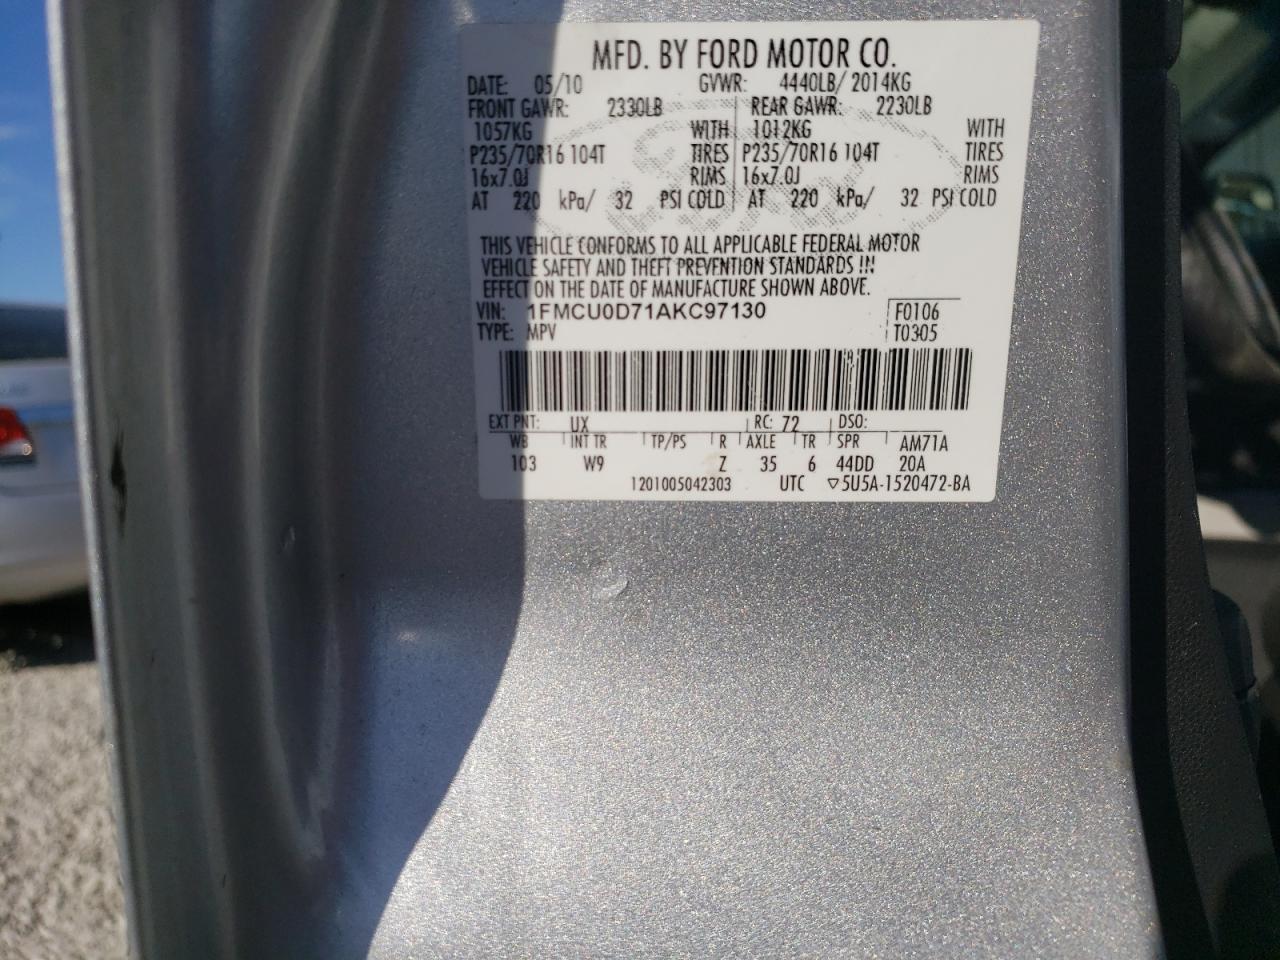 MFD. BY FORD MOTOR CO.
DATE: 05/10 GVWR: 4440LB/ 2014KG
FRONT GAWR: 2330LB REAR GAWR: 2230LB
1057KG WITH 1012KG WITH
P235/70R16 104T TIRES P235/70R16 104T TIRES
16x7.0J RIMS 16x7.0J RIMS
AT 220 kPa/ 32 PSI COLD AT 220 kPa/ 32 PSI COLD
THIS VEHICLE CONFORMS TO ALL APPLICABLE FEDERAL MOTOR
VEHICLE SAFETY AND THEFT PREVENTION STANDARDS IN
EFFECT ON THE DATE OF MANUFACTURE SHOWN ABOVE.
VIN: 1FMCU0D71AKC97130 F0106
TYPE: MPV T0305
EXT PNT: UX RC: 72 DSO:
WB INT TR TP/PS R AXLE TR SPR AM71A
103 W9 Z 35 6 44DD 20A
1201005042303 UTC ▽5U5A-1520472-BA